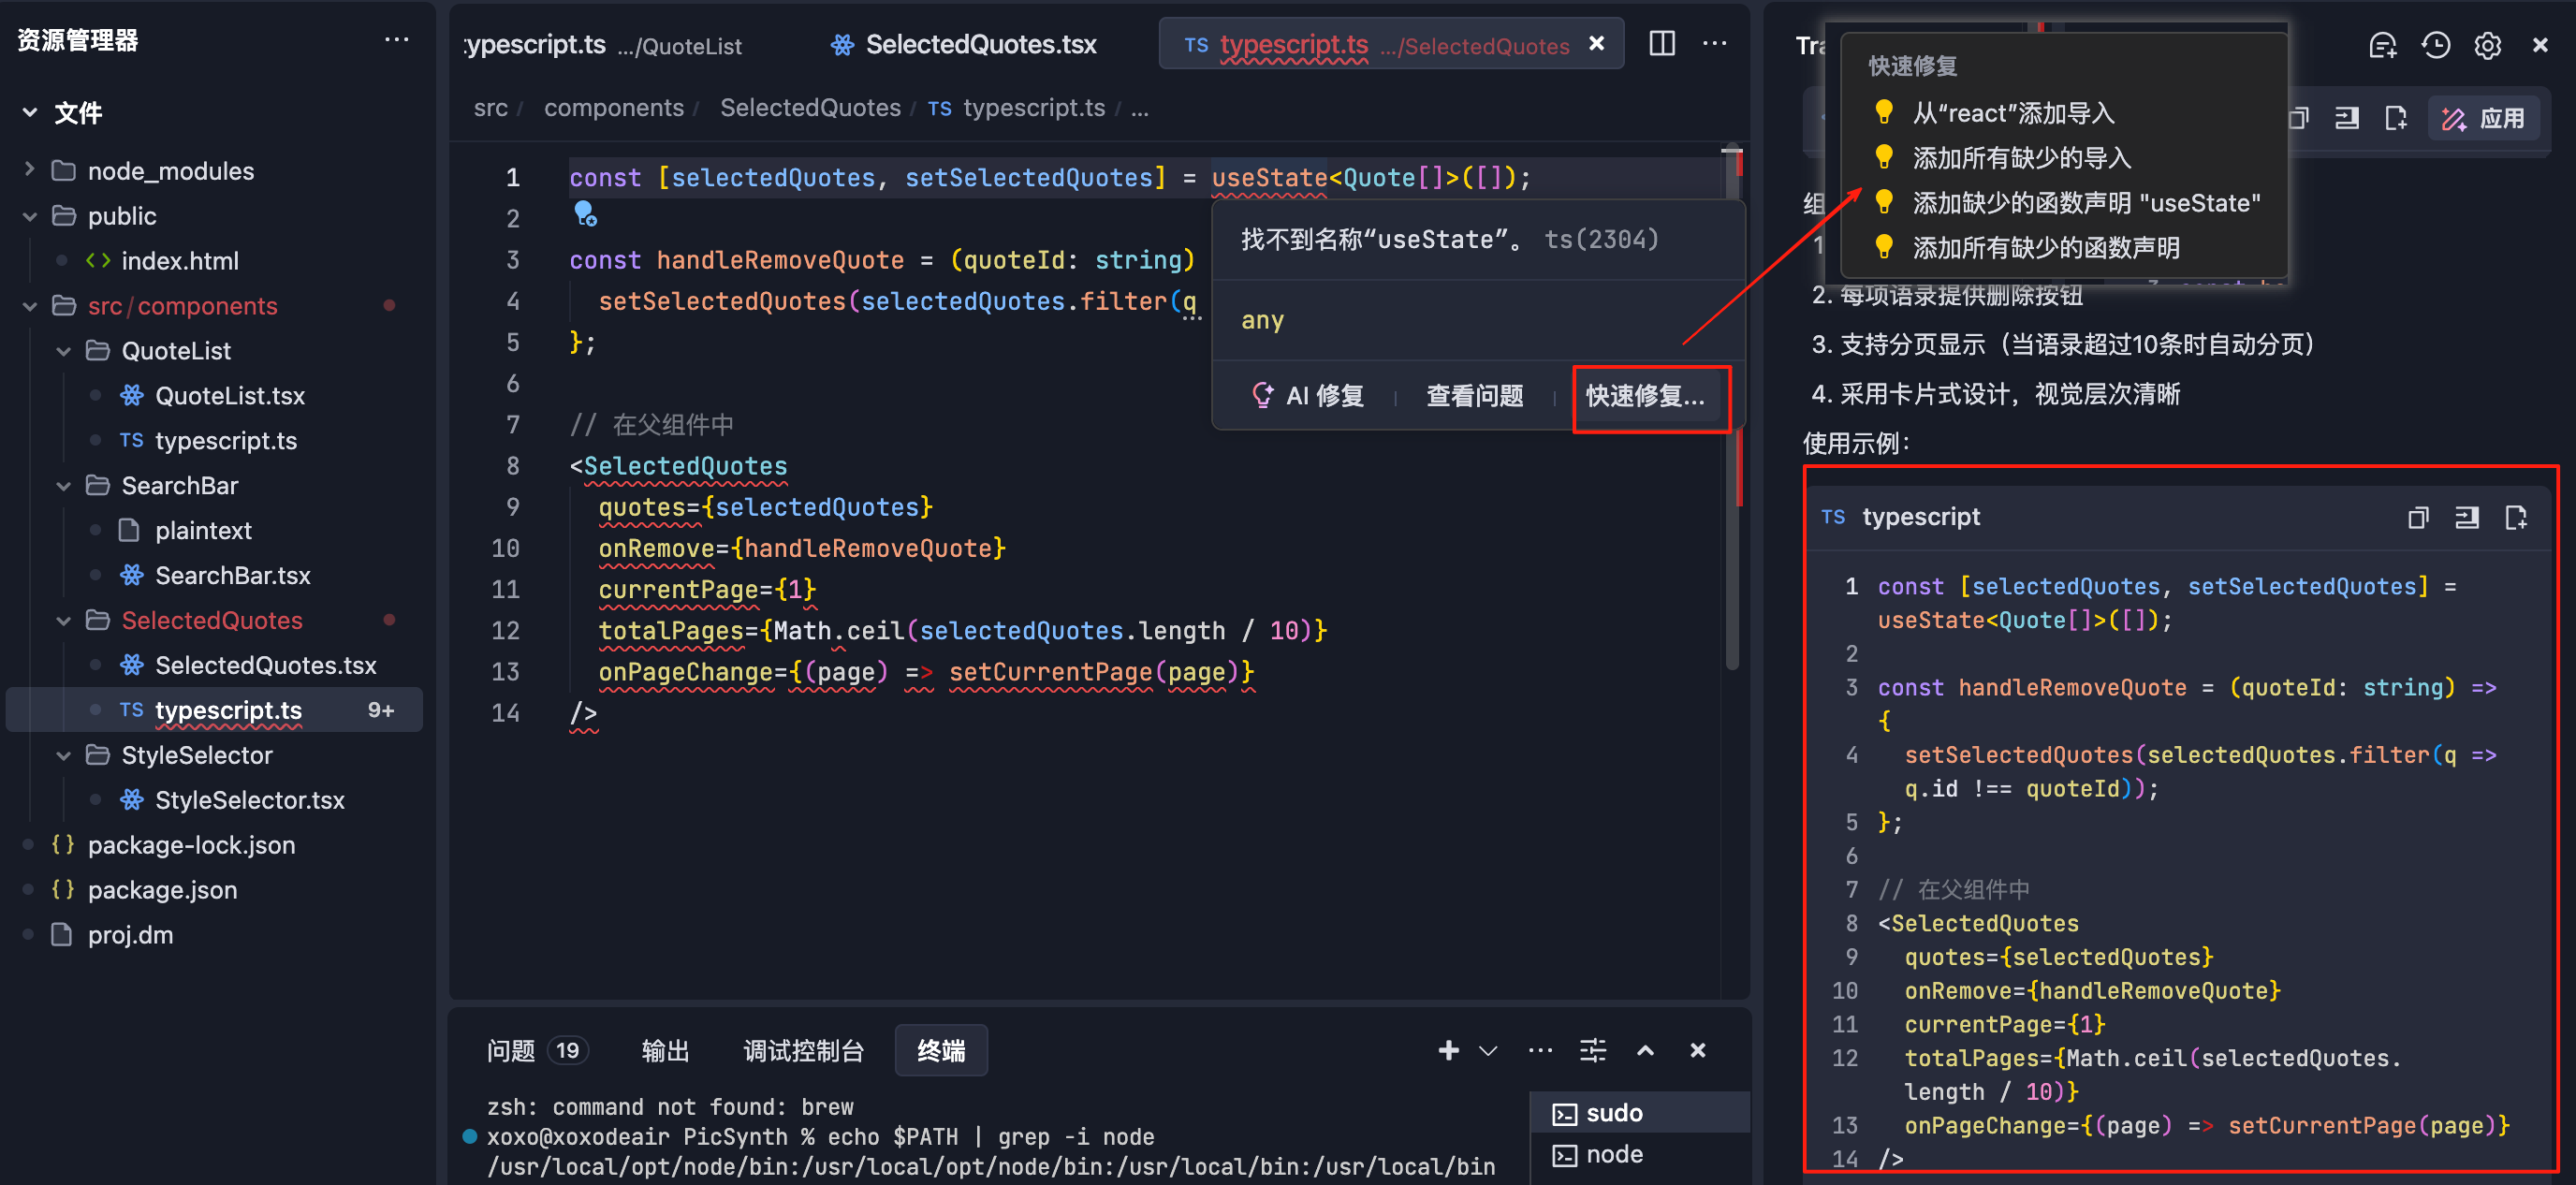 资源管理器
文件
node_modules
public
index.html
src/components
QuoteList
QuoteList.tsx
TS typescript.ts
SearchBar
plaintext
SearchBar.tsx
SelectedQuotes
SelectedQuotes.tsx
TS typescript.ts 9+
StyleSelector
StyleSelector.tsx
{} package-lock.json
{} package.json
proj.dm
typescript.ts .../QuoteList
SelectedQuotes.tsx
TS typescript.ts .../SelectedQuotes
src / components / SelectedQuotes / TS typescript.ts / ...
1 const [selectedQuotes, setSelectedQuotes] = useState<Quote[]>([]);
2
3 const handleRemoveQuote = (quoteId: string)
4 setSelectedQuotes(selectedQuotes.filter(q
5 };
6
7 // 在父组件中
8 <SelectedQuotes
9 quotes={selectedQuotes}
10 onRemove={handleRemoveQuote}
11 currentPage={1}
12 totalPages={Math.ceil(selectedQuotes.length / 10)}
13 onPageChange={(page) => setCurrentPage(page)}
14 />
找不到名称“useState”。 ts(2304)
any
AI 修复 | 查看问题 | 快速修复...
问题 19 输出 调试控制台 终端
zsh: command not found: brew
xoxo@xoxodeair PicSynth % echo $PATH | grep -i node
/usr/local/opt/node/bin:/usr/local/opt/node/bin:/usr/local/bin:/usr/local/bin
sudo
node
快速修复
从“react”添加导入
添加所有缺少的导入
添加缺少的函数声明 "useState"
添加所有缺少的函数声明
应用
组
1
2. 每项语录提供删除按钮
3. 支持分页显示（当语录超过10条时自动分页）
4. 采用卡片式设计，视觉层次清晰
使用示例：
TS typescript
1 const [selectedQuotes, setSelectedQuotes] =
useState<Quote[]>([]);
2
3 const handleRemoveQuote = (quoteId: string) =>
{
4 setSelectedQuotes(selectedQuotes.filter(q =>
q.id !== quoteId));
5 };
6
7 // 在父组件中
8 <SelectedQuotes
9 quotes={selectedQuotes}
10 onRemove={handleRemoveQuote}
11 currentPage={1}
12 totalPages={Math.ceil(selectedQuotes.
length / 10)}
13 onPageChange={(page) => setCurrentPage(page)}
14 />